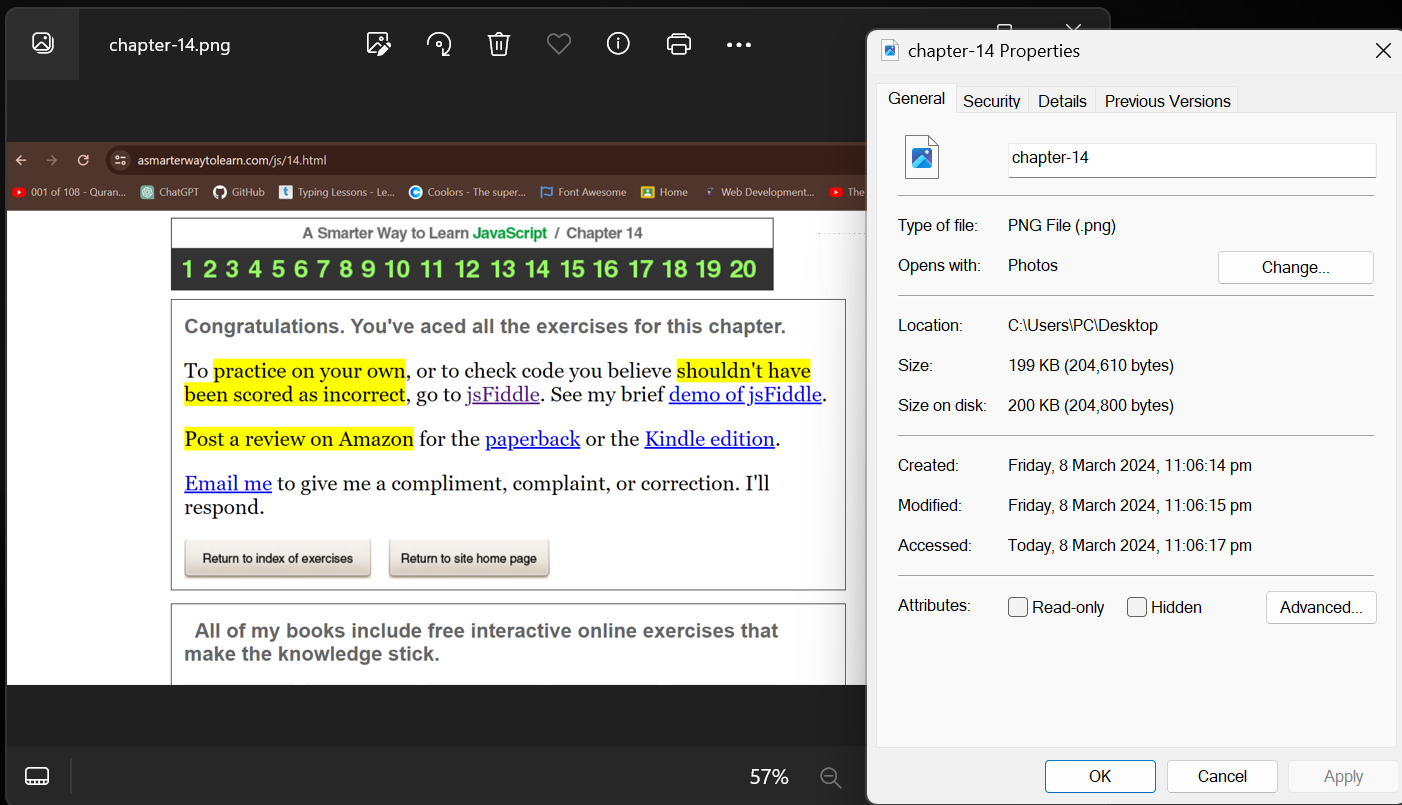 chapter-14.png
asmarterwaytolearn.com/js/14.html
001 of 108 - Quran... ChatGPT GitHub Typing Lessons - Le... Coolors - The super... Font Awesome Home Web Development... The
A Smarter Way to Learn JavaScript / Chapter 14
1 2 3 4 5 6 7 8 9 10 11 12 13 14 15 16 17 18 19 20
Congratulations. You've aced all the exercises for this chapter.
To practice on your own, or to check code you believe shouldn't have
been scored as incorrect, go to jsFiddle. See my brief demo of jsFiddle.
Post a review on Amazon for the paperback or the Kindle edition.
Email me to give me a compliment, complaint, or correction. I'll
respond.
Return to index of exercises Return to site home page
All of my books include free interactive online exercises that
make the knowledge stick.
57%
chapter-14 Properties
General Security Details Previous Versions
chapter-14
Type of file: PNG File (.png)
Opens with: Photos Change...
Location: C:\Users\PC\Desktop
Size: 199 KB (204,610 bytes)
Size on disk: 200 KB (204,800 bytes)
Created: Friday, 8 March 2024, 11:06:14 pm
Modified: Friday, 8 March 2024, 11:06:15 pm
Accessed: Today, 8 March 2024, 11:06:17 pm
Attributes: Read-only Hidden Advanced...
OK Cancel Apply